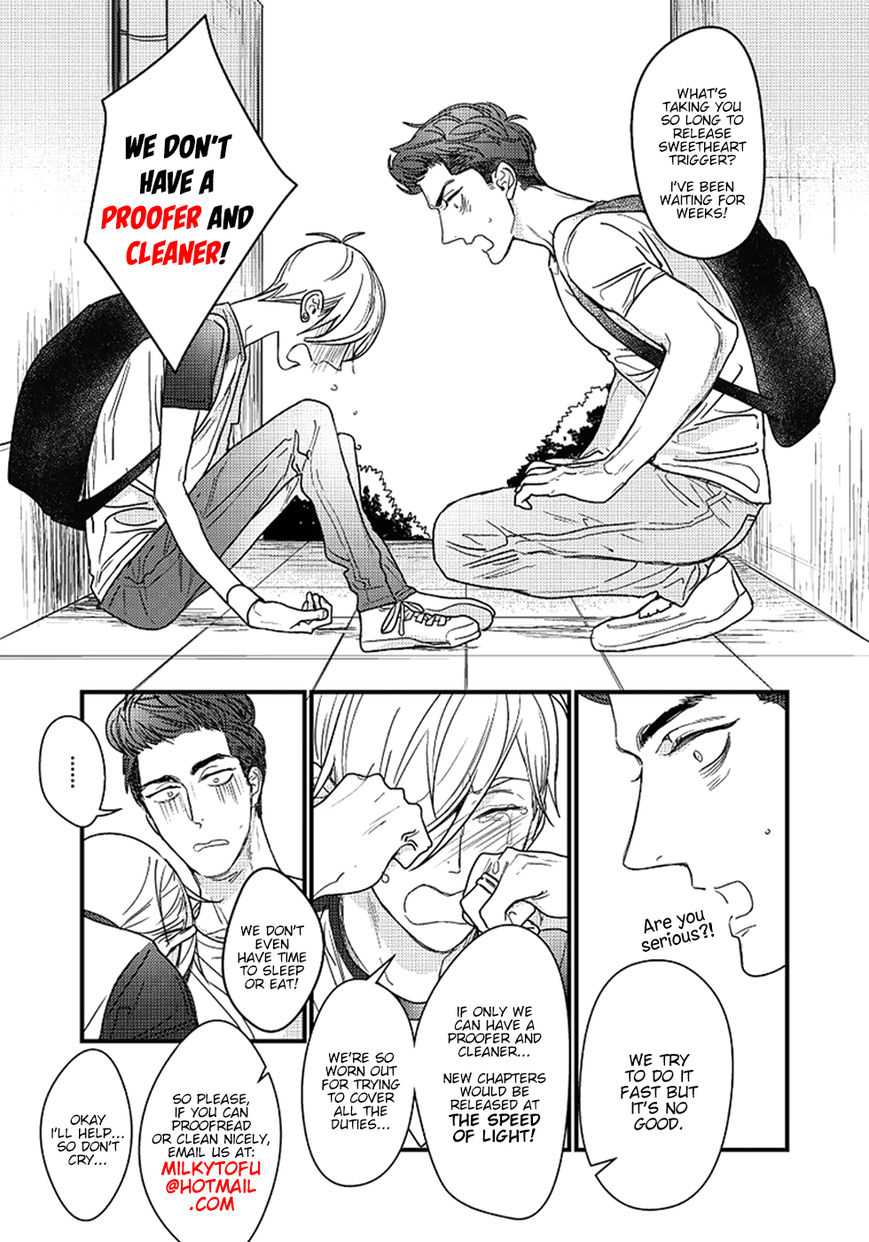 WHAT'S
TAKING YOU
SO LONG TO
RELEASE
SWEETHEART
TRIGGER?
I'VE BEEN
WAITING FOR
WEEKS!
WE DON'T
HAVE A
PROOFER AND
CLEANER!
Are you
serious?!
WE TRY
TO DO IT
FAST BUT
IT'S NO
GOOD.
IF ONLY WE
CAN HAVE A
PROOFER AND
CLEANER...
NEW CHAPTERS
WOULD BE
RELEASED AT
THE SPEED
OF LIGHT!
WE'RE SO
WORN OUT
FOR TRYING
TO COVER
ALL THE
DUTIES...
WE DON'T
EVEN
HAVE TIME
TO SLEEP
OR EAT!
......
SO PLEASE,
IF YOU CAN
PROOFREAD
OR CLEAN NICELY,
EMAIL US AT:
MILKYTOFU
@HOTMAIL
.COM
OKAY
I'LL HELP...
SO DON'T
CRY...